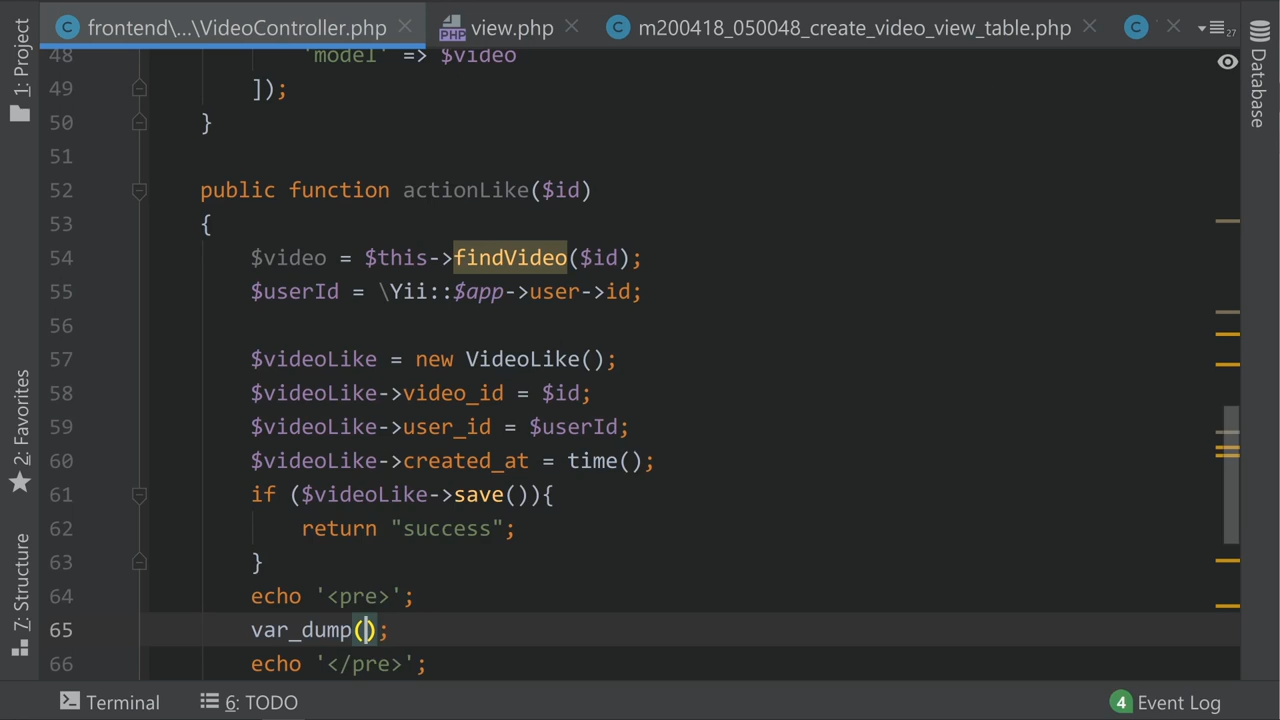 frontend\...\VideoController.php
view.php
m200418_050048_create_video_view_table.php
27
1: Project
Database
48 'model' => $video
49 ]);
50 }
51
52 public function actionLike($id)
53 {
54 $video = $this->findVideo($id);
55 $userId = \Yii::$app->user->id;
56
57 $videoLike = new VideoLike();
58 $videoLike->video_id = $id;
59 $videoLike->user_id = $userId;
60 $videoLike->created_at = time();
61 if ($videoLike->save()){
62 return "success";
63 }
64 echo '<pre>';
65 var_dump();
66 echo '</pre>';
2: Favorites
7: Structure
Terminal
6: TODO
4 Event Log